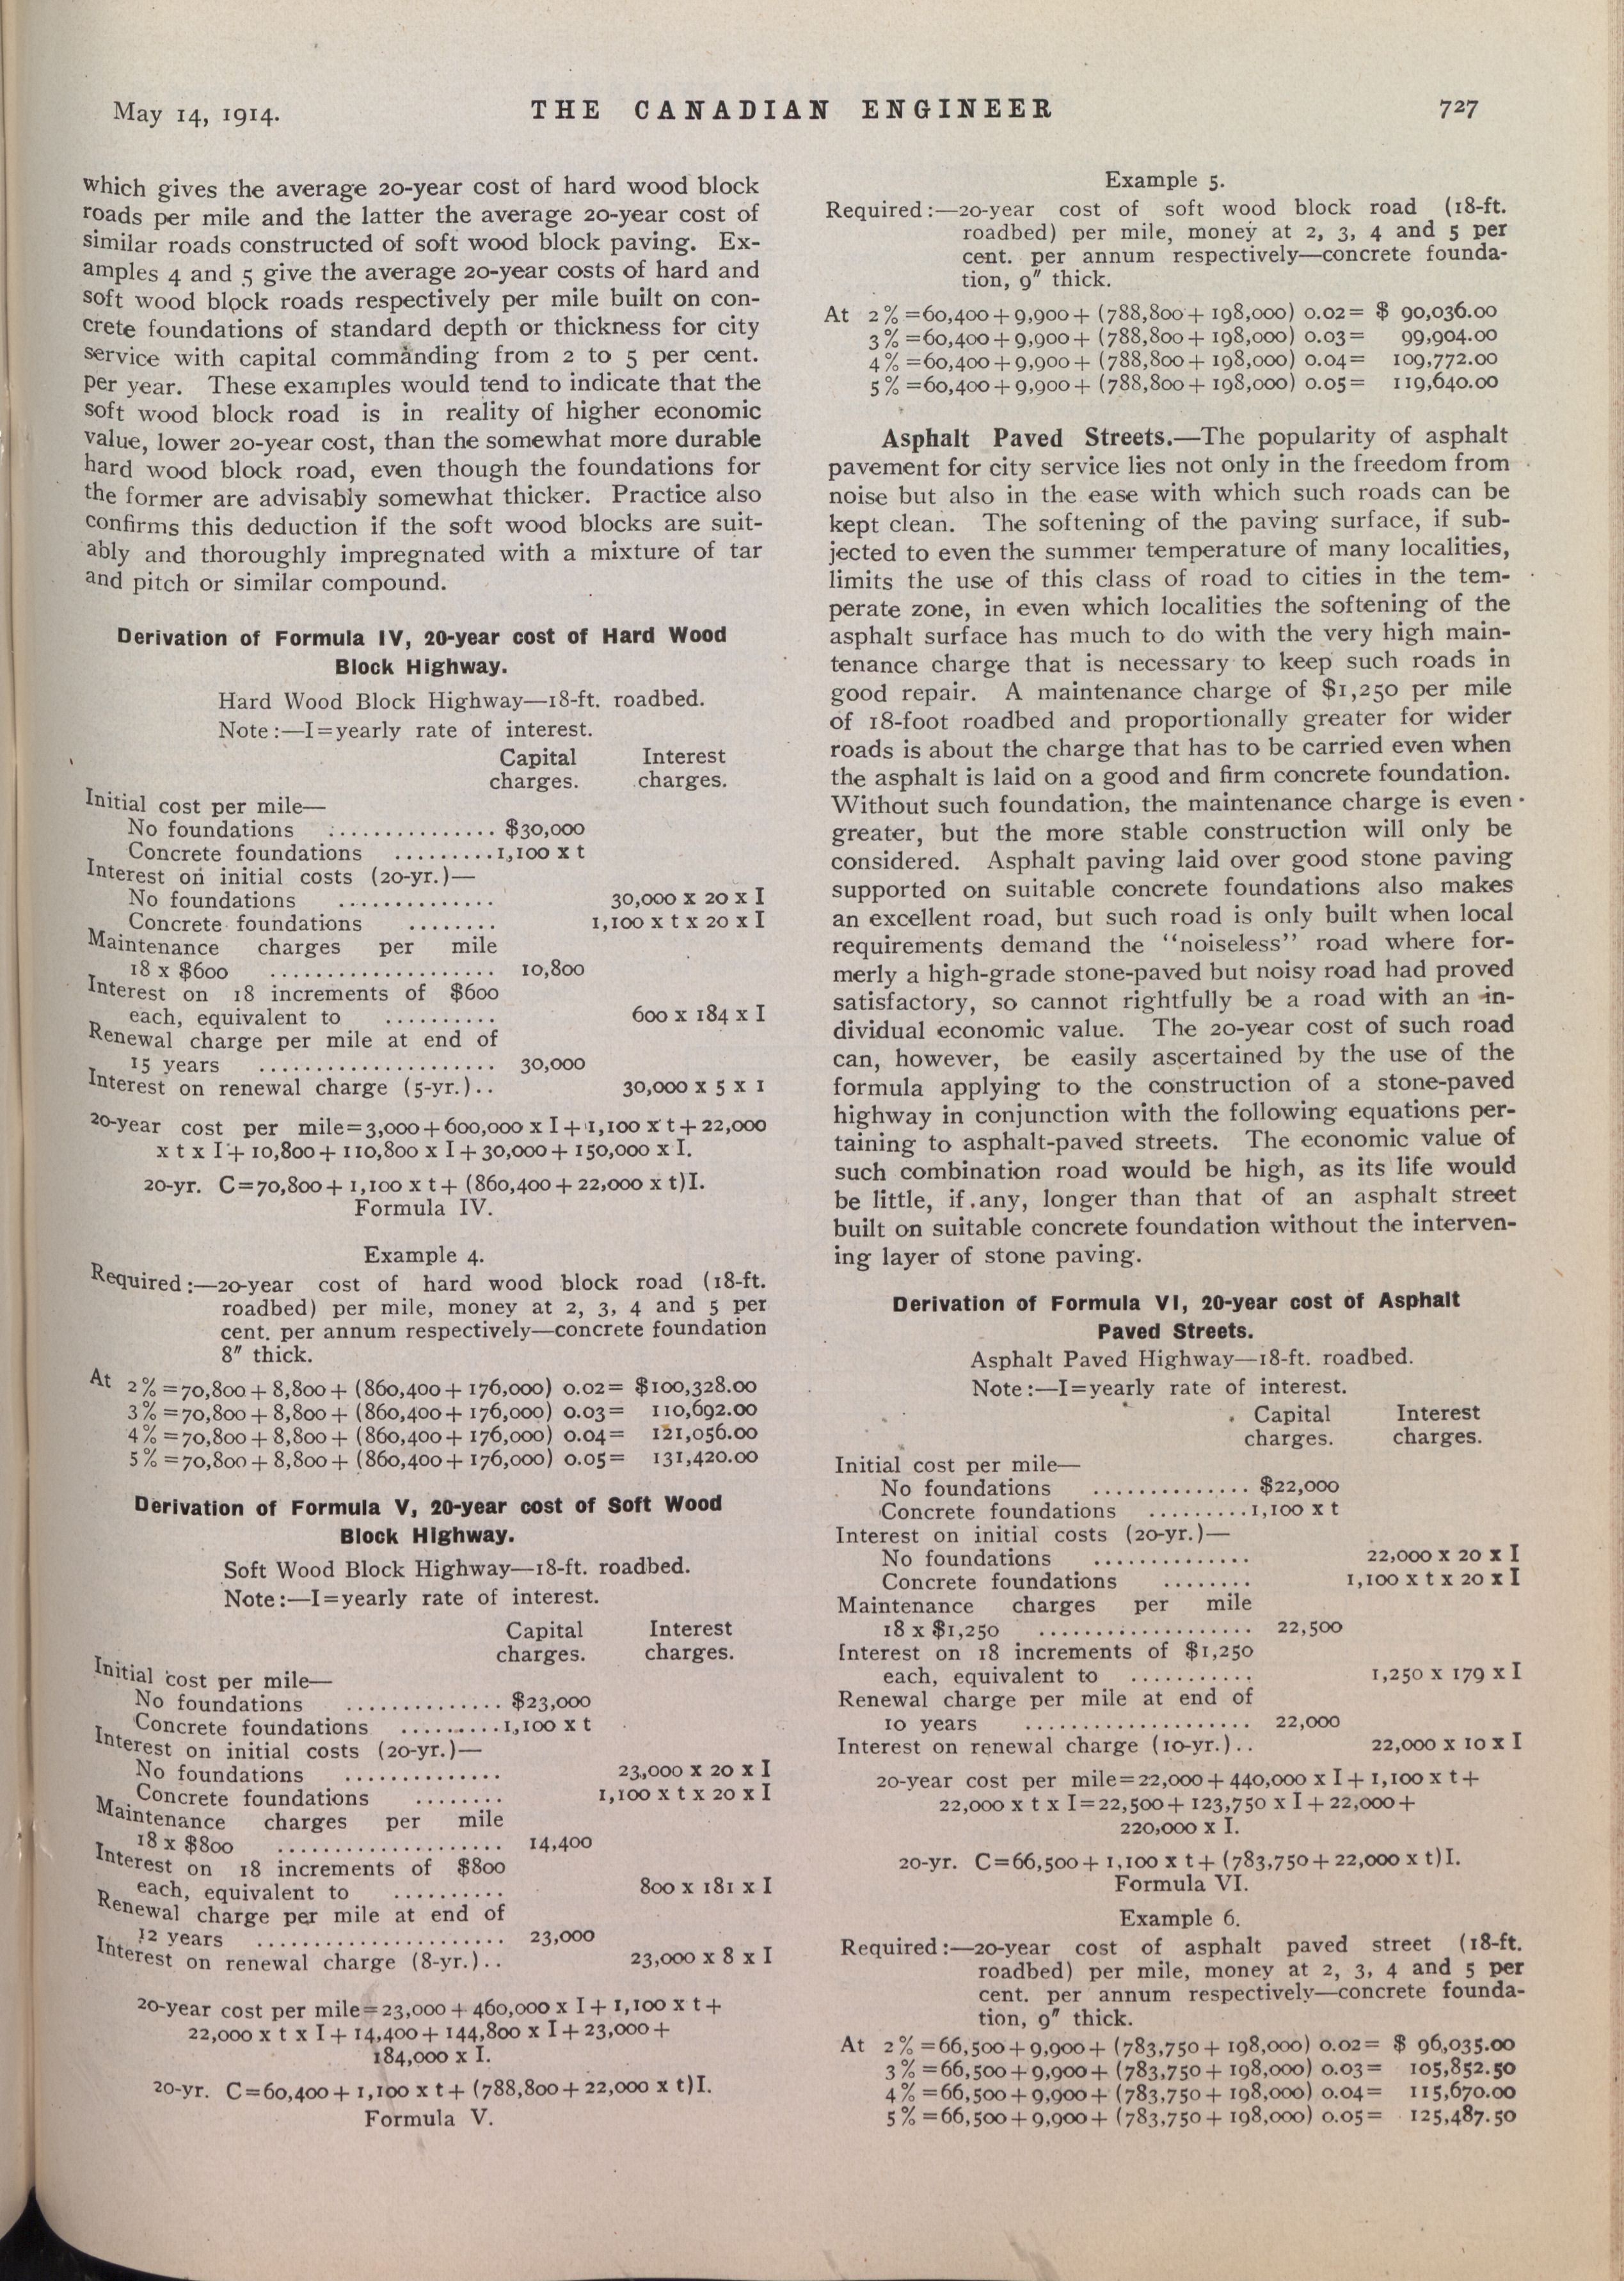 May 14, 1914.
THE CANADIAN ENGINEER
727
which gives the average 20-year cost of hard wood block
roads per mile and the latter the average 20-year cost of
similar roads constructed of soft wood block paving. Ex-
amples 4 and 5 give the average 20-year costs of hard and
soft wood block roads respectively per mile built on con-
crete foundations of standard depth or thickness for city
service with capital commanding from 2 to 5 per cent.
per year. These examples would tend to indicate that the
soft wood block road is in reality of higher economic
value, lower 20-year cost, than the somewhat more durable
hard wood block road, even though the foundations for
the former are advisably somewhat thicker. Practice also
confirms this deduction if the soft wood blocks are suit-
ably and thoroughly impregnated with a mixture of tar
and pitch or similar compound.
Derivation of Formula IV, 20-year cost of Hard Wood
Block Highway.
Hard Wood Block Highway—18-ft. roadbed.
Note:—I=yearly rate of interest.
Capital Interest
charges. charges.
Initial cost per mile—
No foundations ............... $30,000
Concrete foundations .........1,100 x t
Interest on initial costs (20-yr.)—
No foundations .............. 30,000 x 20 x I
Concrete foundations ........ 1,100 x t x 20 x I
Maintenance charges per mile
18 x $600 ................... 10,800
Interest on 18 increments of $600
each, equivalent to .......... 600 x 184 x I
Renewal charge per mile at end of
15 years .................... 30,000
Interest on renewal charge (5-yr.).. 30,000 x 5 x I
20-year cost per mile=3,000+600,000 x I+1,100 x t+22,000
x t x I+10,800+110,800 x I+30,000+150,000 x I.
20-yr. C=70,800+1,100 x t+(860,400+22,000 x t)I.
Formula IV.
Example 4.
Required:—20-year cost of hard wood block road (18-ft.
roadbed) per mile, money at 2, 3, 4 and 5 per
cent. per annum respectively—concrete foundation
8" thick.
At 2%=70,800+8,800+(860,400+176,000) 0.02= $100,328.00
3%=70,800+8,800+(860,400+176,000) 0.03= 110,692.00
4%=70,800+8,800+(860,400+176,000) 0.04= 121,056.00
5%=70,800+8,800+(860,400+176,000) 0.05= 131,420.00
Derivation of Formula V, 20-year cost of Soft Wood
Block Highway.
Soft Wood Block Highway—18-ft. roadbed.
Note:—I=yearly rate of interest.
Capital Interest
charges. charges.
Initial cost per mile—
No foundations .............. $23,000
Concrete foundations .........1,100 x t
Interest on initial costs (20-yr.)—
No foundations .............. 23,000 x 20 x I
Concrete foundations ........ 1,100 x t x 20 x I
Maintenance charges per mile
18 x $800 .................... 14,400
Interest on 18 increments of $800
each, equivalent to .......... 800 x 181 x I
Renewal charge per mile at end of
12 years ..................... 23,000
Interest on renewal charge (8-yr.).. 23,000 x 8 x I
20-year cost per mile=23,000+460,000 x I+1,100 x t+
22,000 x t x I+14,400+144,800 x I+23,000+
184,000 x I.
20-yr. C=60,400+1,100 x t+(788,800+22,000 x t)I.
Formula V.
Example 5.
Required:—20-year cost of soft wood block road (18-ft.
roadbed) per mile, money at 2, 3, 4 and 5 per
cent. per annum respectively—concrete founda-
tion, 9" thick.
At 2%=60,400+9,900+(788,800+198,000) 0.02= $ 90,036.00
3%=60,400+9,900+(788,800+198,000) 0.03= 99,904.00
4%=60,400+9,900+(788,800+198,000) 0.04= 109,772.00
5%=60,400+9,900+(788,800+198,000) 0.05= 119,640.00
Asphalt Paved Streets.—The popularity of asphalt
pavement for city service lies not only in the freedom from
noise but also in the ease with which such roads can be
kept clean. The softening of the paving surface, if sub-
jected to even the summer temperature of many localities,
limits the use of this class of road to cities in the tem-
perate zone, in even which localities the softening of the
asphalt surface has much to do with the very high main-
tenance charge that is necessary to keep such roads in
good repair. A maintenance charge of $1,250 per mile
of 18-foot roadbed and proportionally greater for wider
roads is about the charge that has to be carried even when
the asphalt is laid on a good and firm concrete foundation.
Without such foundation, the maintenance charge is even
greater, but the more stable construction will only be
considered. Asphalt paving laid over good stone paving
supported on suitable concrete foundations also makes
an excellent road, but such road is only built when local
requirements demand the "noiseless" road where for-
merly a high-grade stone-paved but noisy road had proved
satisfactory, so cannot rightfully be a road with an in-
dividual economic value. The 20-year cost of such road
can, however, be easily ascertained by the use of the
formula applying to the construction of a stone-paved
highway in conjunction with the following equations per-
taining to asphalt-paved streets. The economic value of
such combination road would be high, as its life would
be little, if any, longer than that of an asphalt street
built on suitable concrete foundation without the interven-
ing layer of stone paving.
Derivation of Formula VI, 20-year cost of Asphalt
Paved Streets.
Asphalt Paved Highway—18-ft. roadbed.
Note:—I=yearly rate of interest.
Capital Interest
charges. charges.
Initial cost per mile—
No foundations .............. $22,000
Concrete foundations .........1,100 x t
Interest on initial costs (20-yr.)—
No foundations .............. 22,000 x 20 x I
Concrete foundations ........ 1,100 x t x 20 x I
Maintenance charges per mile
18 x $1,250 ................... 22,500
Interest on 18 increments of $1,250
each, equivalent to ........... 1,250 x 179 x I
Renewal charge per mile at end of
10 years .................... 22,000
Interest on renewal charge (10-yr.).. 22,000 x 10 x I
20-year cost per mile=22,000+440,000 x I+1,100 x t+
22,000 x t x I=22,500+123,750 x I+22,000+
220,000 x I.
20-yr. C=66,500+1,100 x t+(783,750+22,000 x t)I.
Formula VI.
Example 6.
Required:—20-year cost of asphalt paved street (18-ft.
roadbed) per mile, money at 2, 3, 4 and 5 per
cent. per annum respectively—concrete founda-
tion, 9" thick.
At 2%=66,500+9,900+(783,750+198,000) 0.02= $ 96,035.00
3%=66,500+9,900+(783,750+198,000) 0.03= 105,852.50
4%=66,500+9,900+(783,750+198,000) 0.04= 115,670.00
5%=66,500+9,900+(783,750+198,000) 0.05= 125,487.50